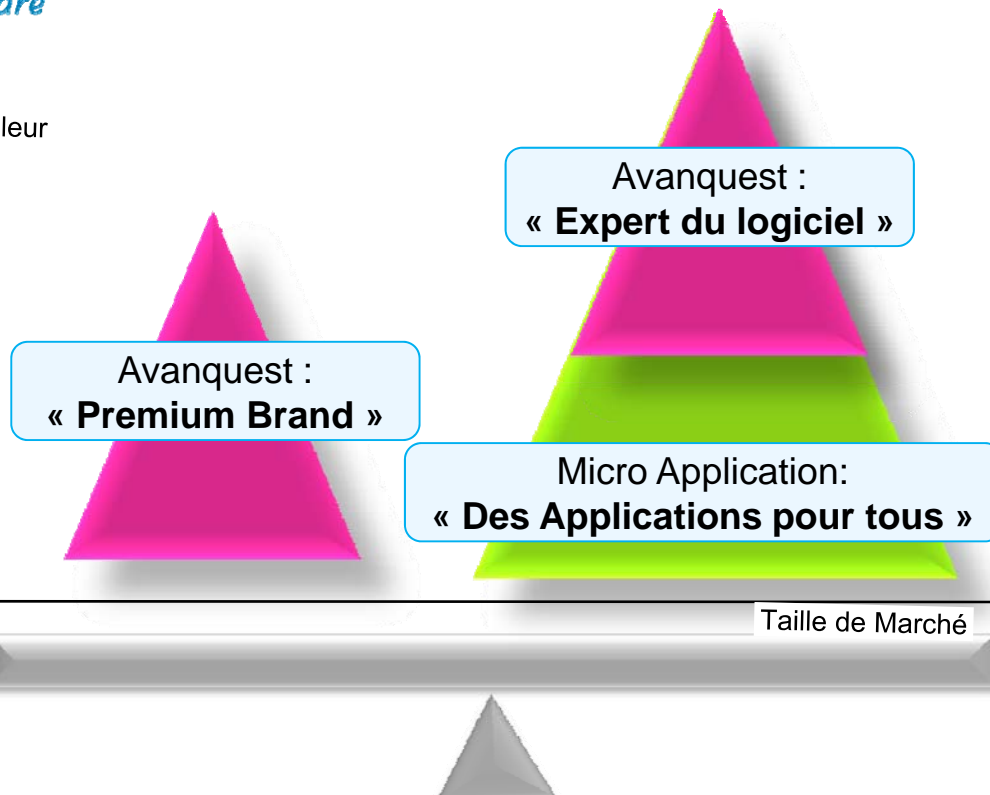 Avanquest :
« Expert du logiciel »
Avanquest :
« Premium Brand »
Micro Application:
« Des Applications pour tous »
Taille de Marché